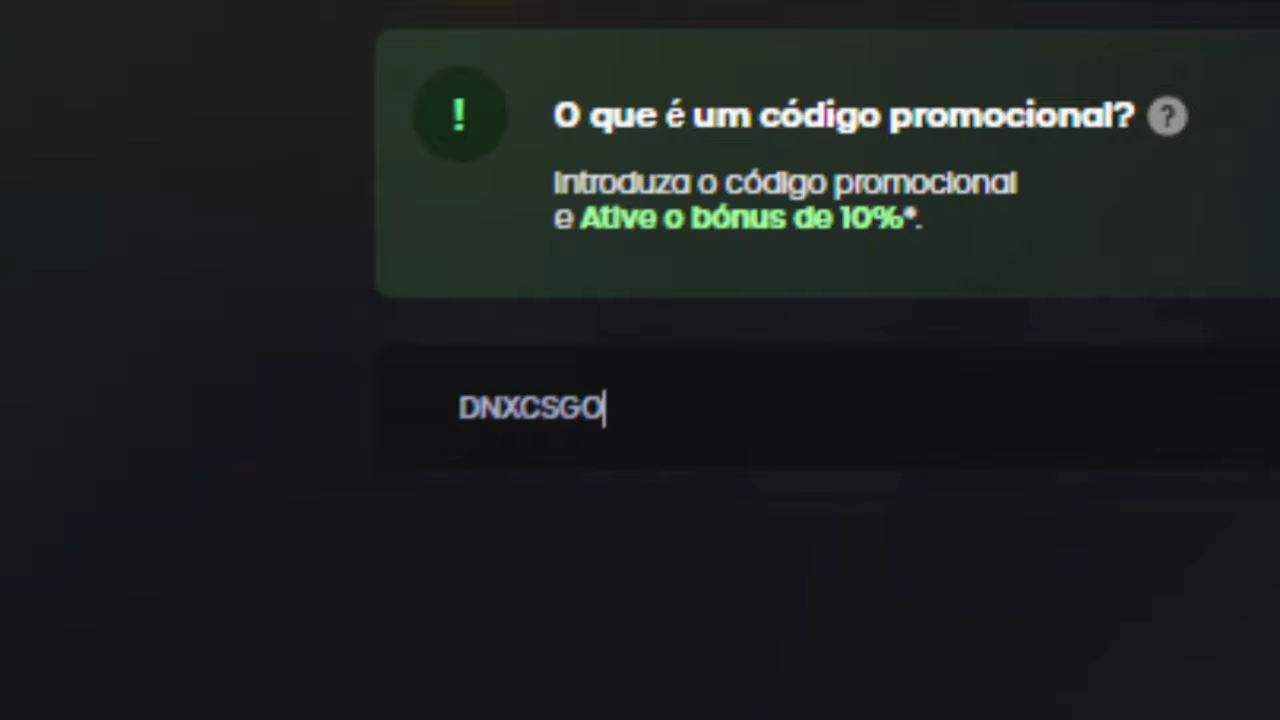 !
O que é um código promocional? ?
Introduza o código promocional
e Ative o bónus de 10%*.
DNXCSGO